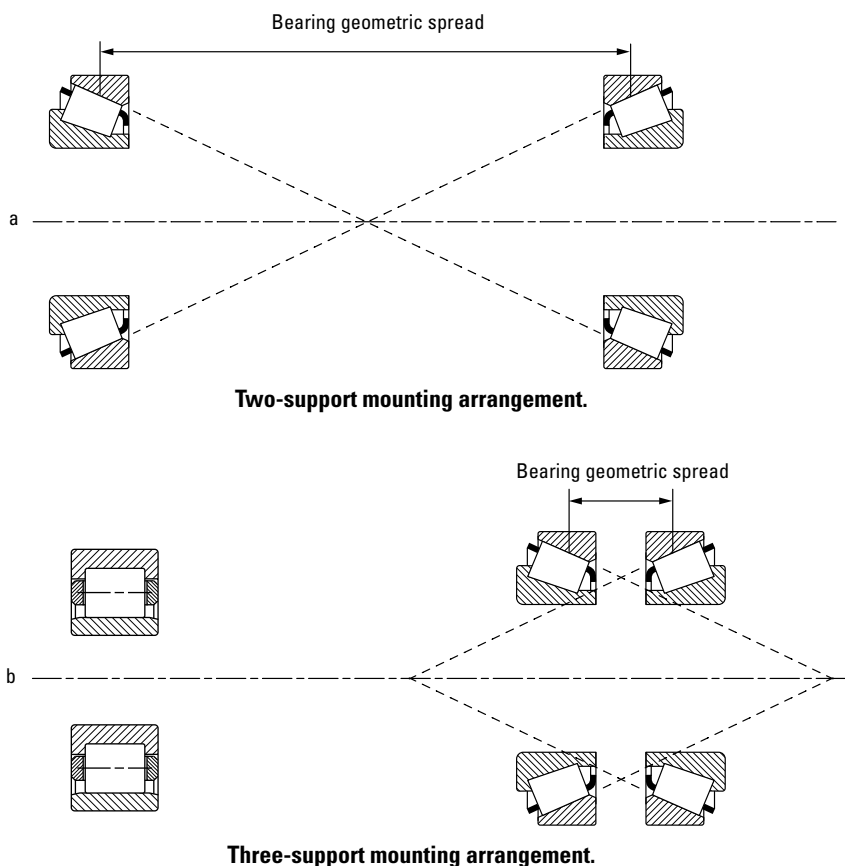 Bearing geometric spread
a
Two-support mounting arrangement.
Bearing geometric spread
b
Three-support mounting arrangement.